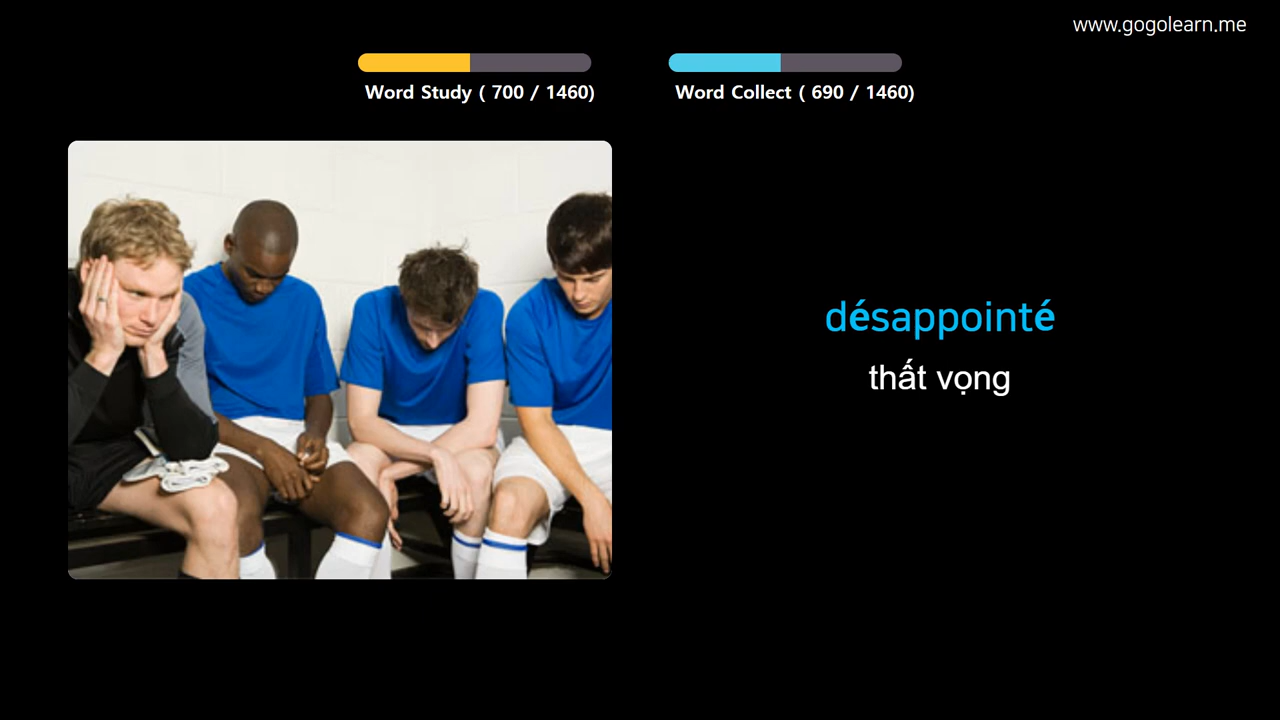 www.gogolearn.me
Word Study ( 700 / 1460)
Word Collect ( 690 / 1460)
désappointé
thất vọng